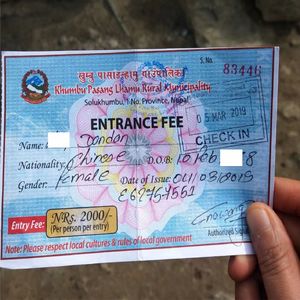 खुम्बु पासाङल्हामु गाउँपालिका
Khumbu Pasang Lhamu Rural Municipality
Solukhumbu, 1 No. Province, Nepal
S. No.
83446
ENTRANCE FEE
05 MAR 2019
CHECK IN
Name: Dandan
Nationality: Chinese D.O.B: 10 Feb 8
Gender: female Date of Issue: 04/03/2019
Entry Fee: NRs. 2000/-
(Per person per entry)
Authorized
Note: Please respect local cultures & rules of local government